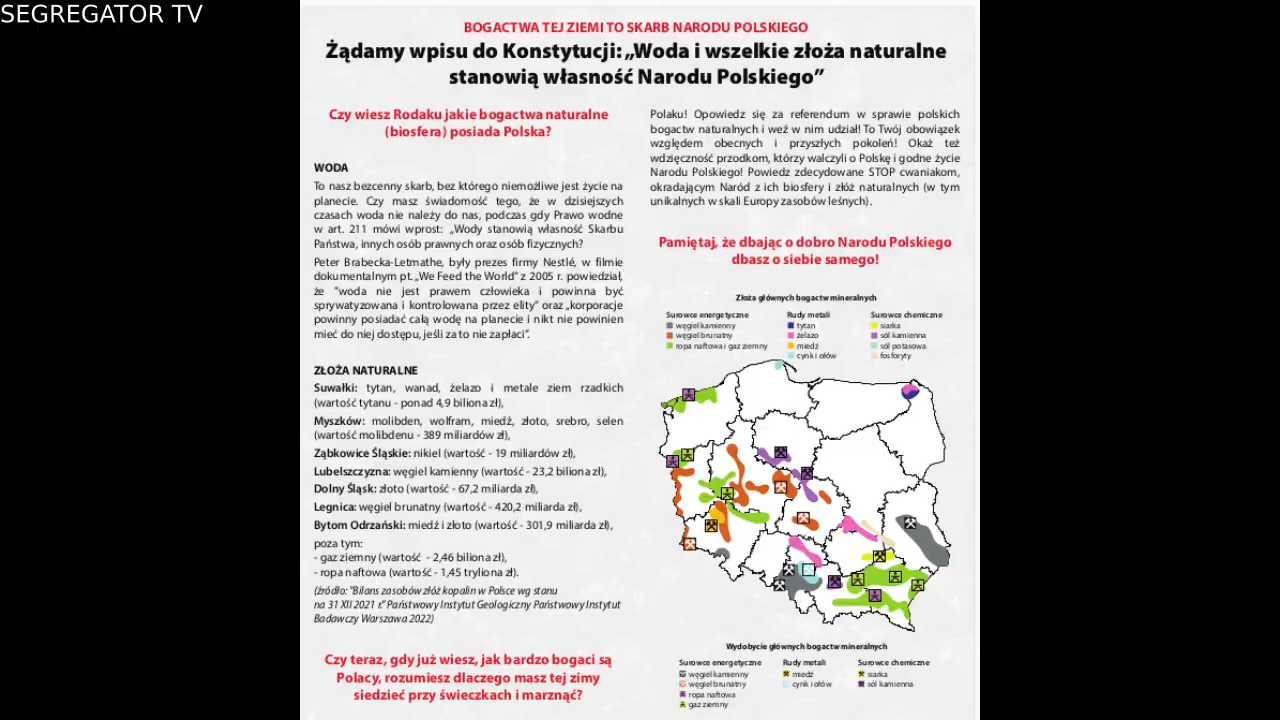 SEGREGATOR TV
BOGACTWA TEJ ZIEMI TO SKARB NARODU POLSKIEGO
Żądamy wpisu do Konstytucji: „Woda i wszelkie złoża naturalne
stanowią własność Narodu Polskiego”
Czy wiesz Rodaku jakie bogactwa naturalne
(biosfera) posiada Polska?
WODA
To nasz bezcenny skarb, bez którego niemożliwe jest życie na
planecie. Czy masz świadomość tego, że w dzisiejszych
czasach woda nie należy do nas, podczas gdy Prawo wodne
w art. 211 mówi wprost: „Wody stanowią własność Skarbu
Państwa, innych osób prawnych oraz osób fizycznych?
Peter Brabecka-Letmathe, były prezes firmy Nestlé, w filmie
dokumentalnym pt. „We Feed the World” z 2005 r. powiedział,
że "woda nie jest prawem człowieka i powinna być
sprywatyzowana i kontrolowana przez elity” oraz „korporacje
powinny posiadać całą wodę na planecie i nikt nie powinien
mieć do niej dostępu, jeśli za to nie zapłaci”.
ZŁOŻA NATURALNE
Suwałki: tytan, wanad, żelazo i metale ziem rzadkich
(wartość tytanu - ponad 4,9 biliona zł),
Myszków: molibden, wolfram, miedź, złoto, srebro, selen
(wartość molibdenu - 389 miliardów zł),
Ząbkowice Śląskie: nikiel (wartość - 19 miliardów zł),
Lubelszczyzna: węgiel kamienny (wartość - 23,2 biliona zł),
Dolny Śląsk: złoto (wartość - 67,2 miliarda zł),
Legnica: węgiel brunatny (wartość - 420,2 miliarda zł),
Bytom Odrzański: miedź i złoto (wartość - 301,9 miliarda zł),
poza tym:
- gaz ziemny (wartość - 2,46 biliona zł),
- ropa naftowa (wartość - 1,45 tryliona zł).
(źródło: "Bilans zasobów złóż kopalin w Polsce wg stanu
na 31 XII 2021 r." Państwowy Instytut Geologiczny Państwowy Instytut
Badawczy Warszawa 2022)
Czy teraz, gdy już wiesz, jak bardzo bogaci są
Polacy, rozumiesz dlaczego masz tej zimy
siedzieć przy świeczkach i marznąć?
Polaku! Opowiedz się za referendum w sprawie polskich
bogactw naturalnych i weź w nim udział! To Twój obowiązek
względem obecnych i przyszłych pokoleń! Okaż też
wdzięczność przodkom, którzy walczyli o Polskę i godne życie
Narodu Polskiego! Powiedz zdecydowane STOP cwaniakom,
okradającym Naród z ich biosfery i złóż naturalnych (w tym
unikalnych w skali Europy zasobów leśnych).
Pamiętaj, że dbając o dobro Narodu Polskiego
dbasz o siebie samego!
Złoża głównych bogactw mineralnych
Surowce energetyczne
węgiel kamienny
węgiel brunatny
ropa naftowa i gaz ziemny
Rudy metali
tytan
żelazo
miedź
cynk i ołów
Surowce chemiczne
siarka
sól kamienna
sól potasowa
fosforyty
Wydobycie głównych bogactw mineralnych
Surowce energetyczne
węgiel kamienny
węgiel brunatny
ropa naftowa
gaz ziemny
Rudy metali
miedź
cynk i ołów
Surowce chemiczne
siarka
sól kamienna